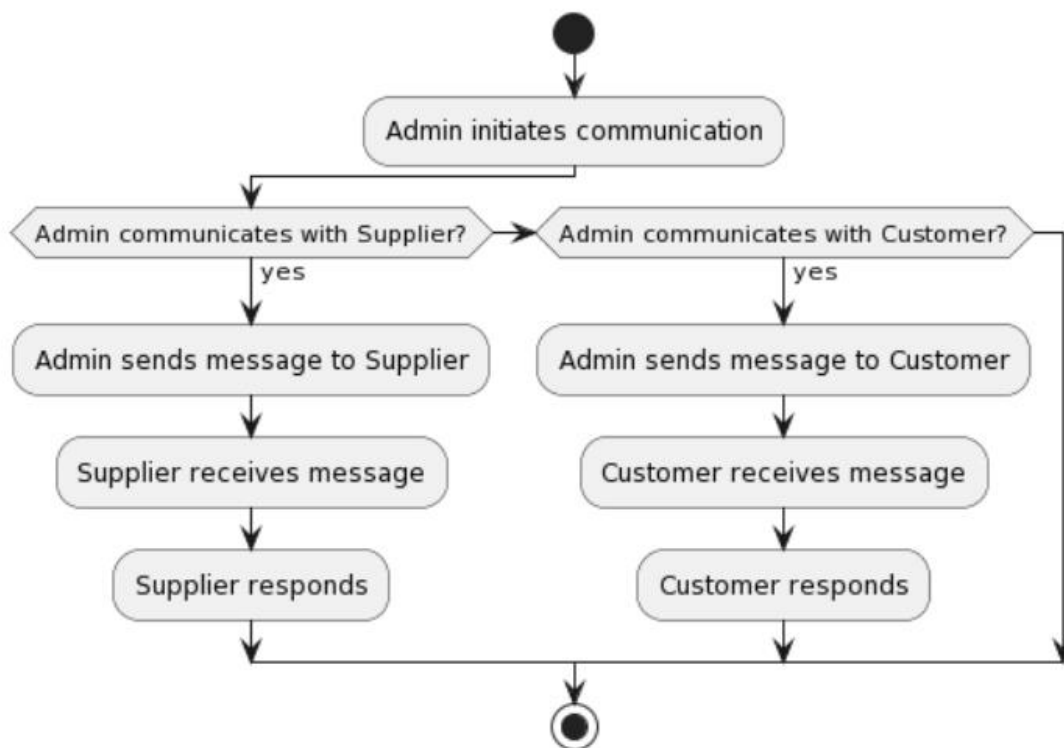 Admin initiates communication
Admin communicates with Supplier?
Admin communicates with Customer?
yes
yes
Admin sends message to Supplier
Admin sends message to Customer
Supplier receives message
Customer receives message
Supplier responds
Customer responds